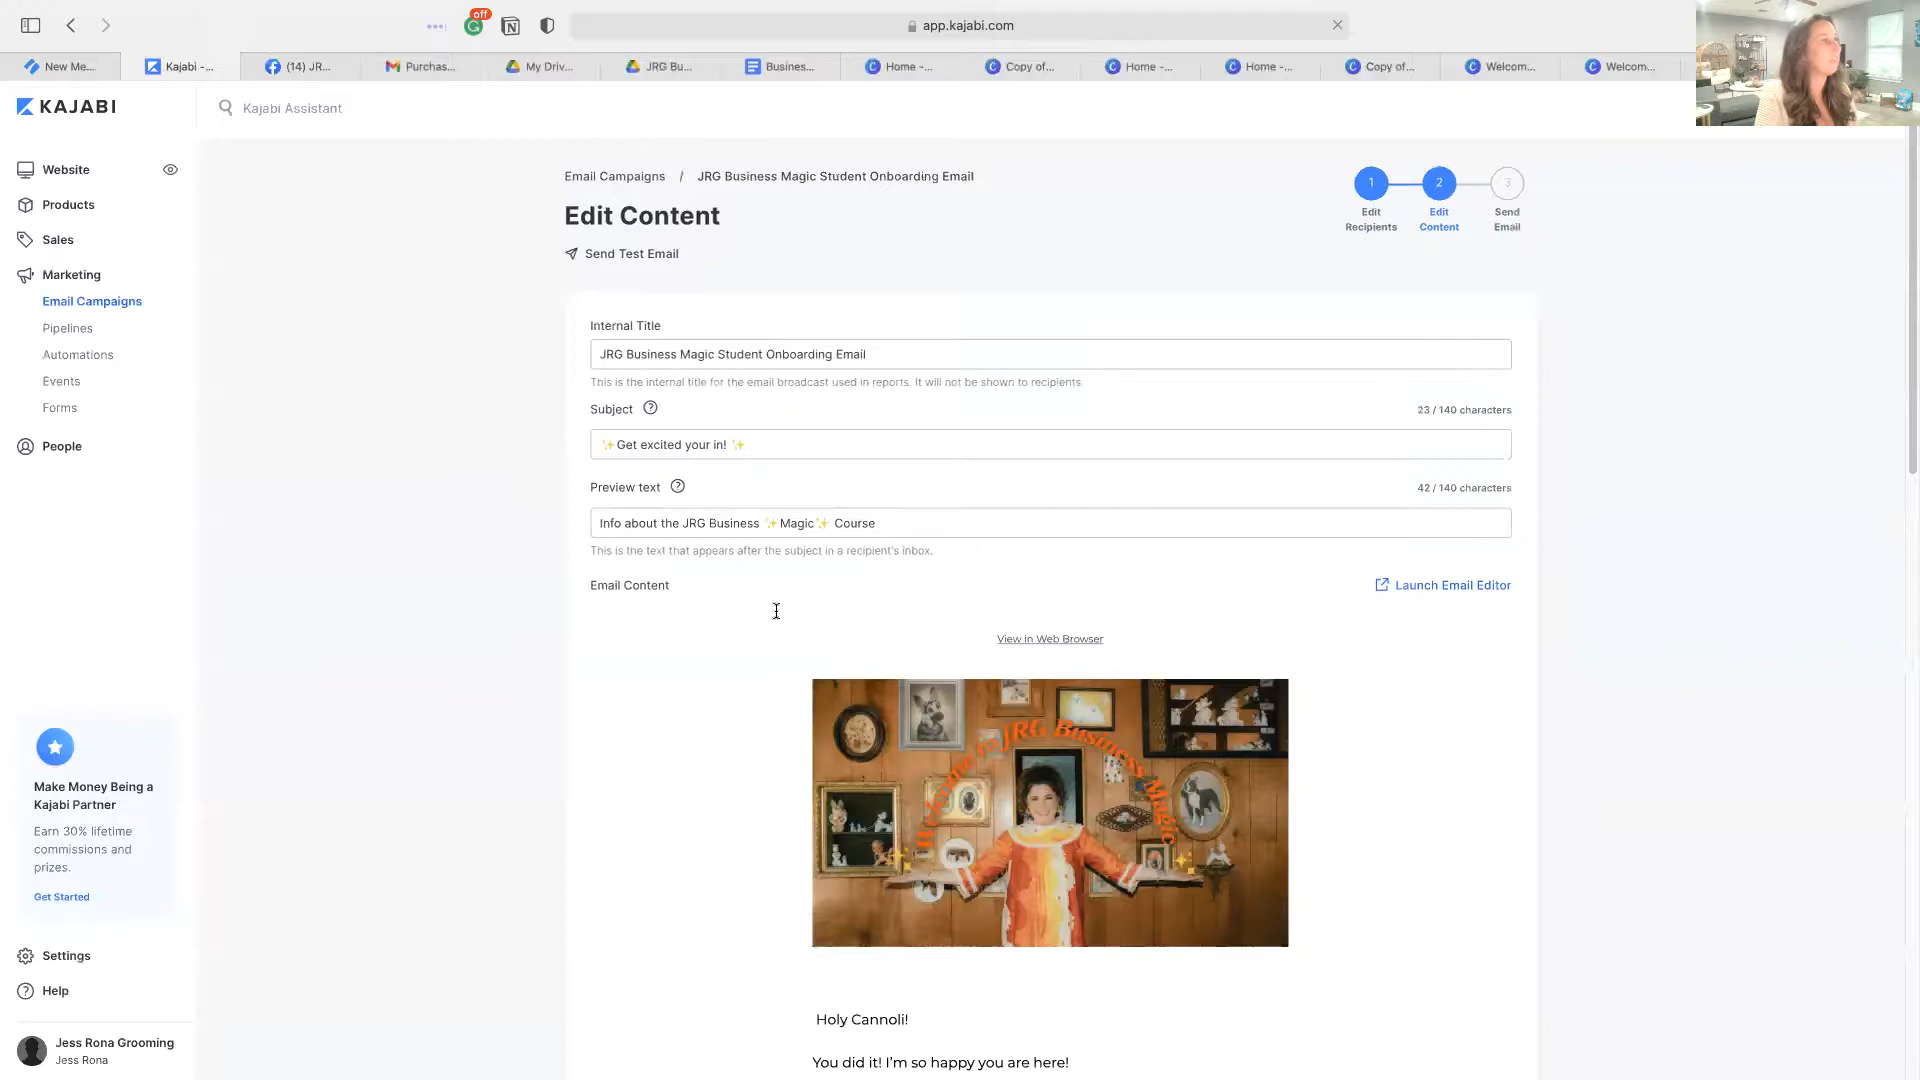 off
app.kajabi.com
New Me...
Kajabi -...
(14) JR...
Purchas...
My Driv...
JRG Bu...
Busines...
Home -...
Copy of...
Home -...
Home -...
Copy of...
Welcom...
Welcom...
KAJABI
Kajabi Assistant
Website
Products
Sales
Marketing
Email Campaigns
Pipelines
Automations
Events
Forms
People
Make Money Being a
Kajabi Partner
Earn 30% lifetime
commissions and
prizes.
Get Started
Settings
Help
Jess Rona Grooming
Jess Rona
Email Campaigns / JRG Business Magic Student Onboarding Email
Edit Content
Send Test Email
1
Edit
Recipients
2
Edit
Content
3
Send
Email
Internal Title
JRG Business Magic Student Onboarding Email
This is the internal title for the email broadcast used in reports. It will not be shown to recipients
Subject
23 / 140 characters
✨Get excited your in! ✨
Preview text
42 / 140 characters
Info about the JRG Business ✨Magic✨ Course
This is the text that appears after the subject in a recipient's inbox.
Email Content
Launch Email Editor
View in Web Browser
Welcome to JRG Business Magic
Holy Cannoli!
You did it! I'm so happy you are here!